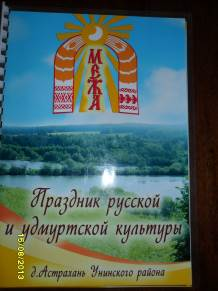 МЕЖА
Праздник русской
и удмуртской культуры
д.Астрахань Унинского района
15/08/2013